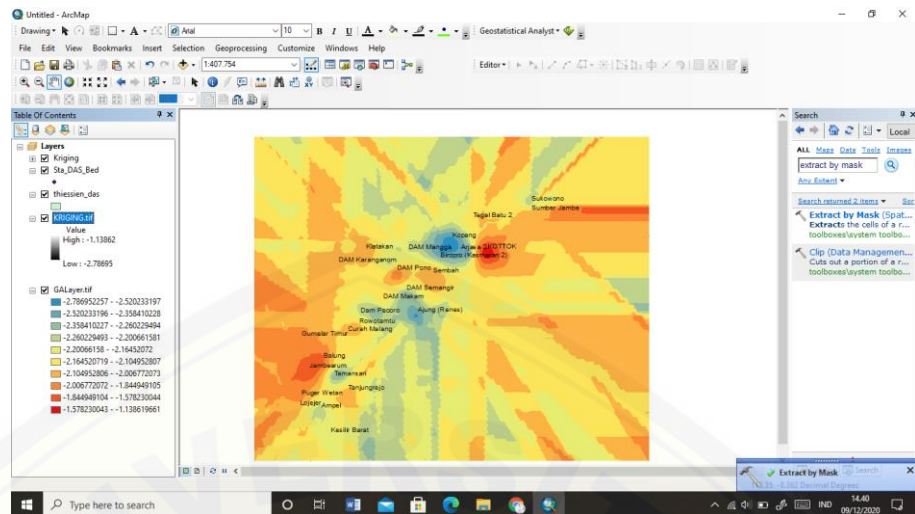 Untitled - ArcMap
Drawing
Arial
10
B I U A
Geostatistical Analyst
File Edit View Bookmarks Insert Selection Geoprocessing Customize Windows Help
1:407.754
Editor
Table Of Contents
Layers
Kriging
Sta_DAS_Bed
thiessien_das
KRIGING.tif
Value
High : -1.13862
Low : -2.78695
GALayer.tif
-2.786952257 - -2.520233197
-2.520233196 - -2.358410228
-2.358410227 - -2.260229494
-2.260229493 - -2.200661581
-2.20066158 - -2.16452072
-2.164520719 - -2.104952807
-2.104952806 - -2.006772073
-2.006772072 - -1.844949105
-1.844949104 - -1.578230044
-1.578230043 - -1.138619661
Sukowono
Sumber Jambe
Tegal Batu 2
Kopang
Klatakan
DAM Mangga
DAM Karanganom
DAM Pono
Sembah
DAM Semangir
DAM Makam
Dam Pecoro
Ajung (Renes)
Rowotamtu
Curah Malang
Gumelar Timur
Balung
Jambearum
Tamansari
Tanjungrejo
Puger Wetan
Lojejer
Ampel
Kasilir Barat
Search
Local
ALL Maps Data Tools Images
extract by mask
Any Extent
Search returned 2 items
Extract by Mask (Spat...
Extracts the cells of a r...
toolboxes\system toolbo...
Clip (Data Managemen...
Cuts out a portion of a r...
toolboxes\system toolbo...
Extract by Mask
Type here to search
IND
14.40
09/12/2020